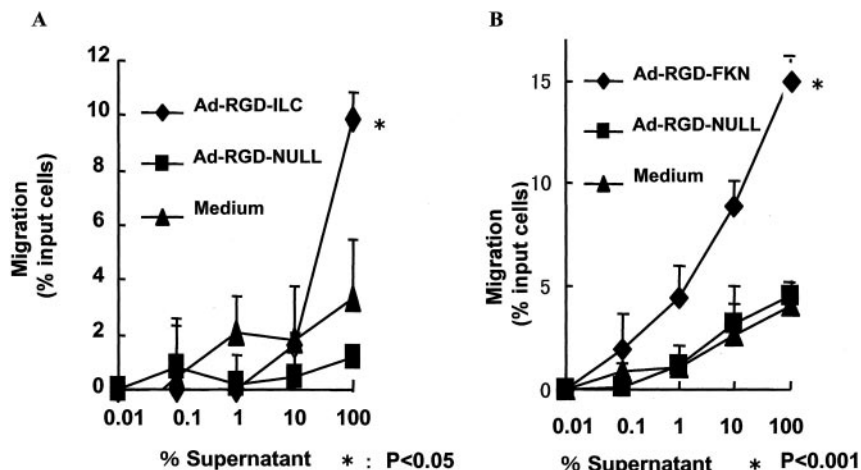 A
12
10
8
6
4
2
0
Migration
(% input cells)
Ad-RGD-ILC
Ad-RGD-NULL
Medium
*
0.01 0.1 1 10 100
% Supernatant * : P<0.05
B
15
10
5
0
Migration
(% input cells)
Ad-RGD-FKN
Ad-RGD-NULL
Medium
*
0.01 0.1 1 10 100
% Supernatant * P<0.001